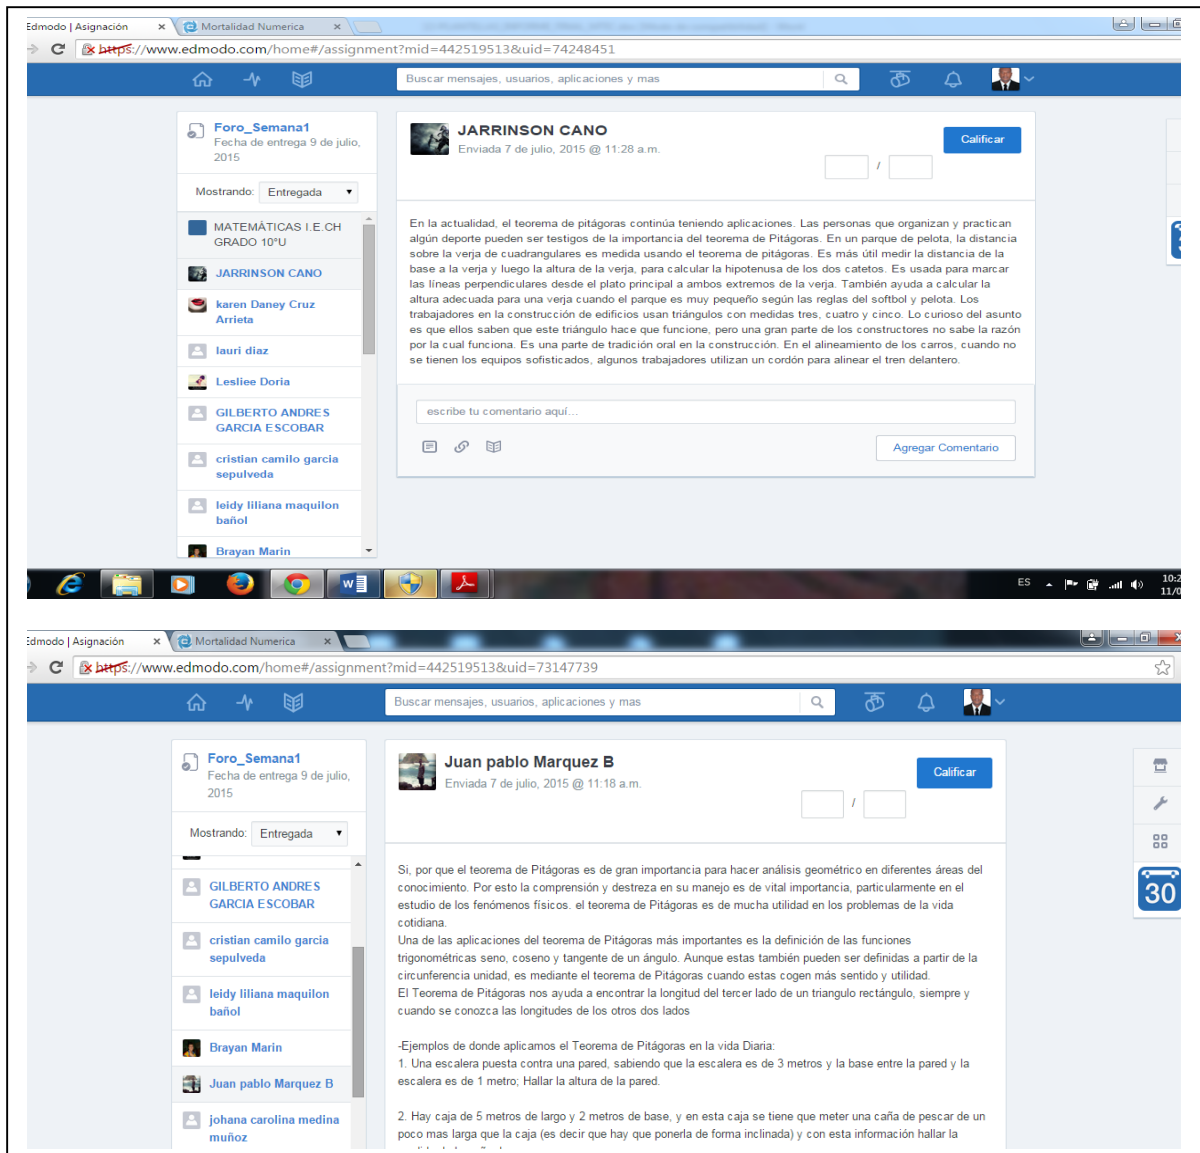 Edmodo | Asignación
Mortalidad Numerica
https://www.edmodo.com/home#/assignment?mid=442519513&uid=74248451
Buscar mensajes, usuarios, aplicaciones y mas
Foro_Semana1
Fecha de entrega 9 de julio,
2015
Mostrando: Entregada
MATEMÁTICAS I.E.CH
GRADO 10°U
JARRINSON CANO
karen Daney Cruz
Arrieta
lauri diaz
Lesliee Doria
GILBERTO ANDRES
GARCIA ESCOBAR
cristian camilo garcia
sepulveda
leidy liliana maquilon
bañol
Brayan Marin
JARRINSON CANO
Enviada 7 de julio, 2015 @ 11:28 a.m.
Calificar
/
En la actualidad, el teorema de pitágoras continúa teniendo aplicaciones. Las personas que organizan y practican
algún deporte pueden ser testigos de la importancia del teorema de Pitágoras. En un parque de pelota, la distancia
sobre la verja de cuadrangulares es medida usando el teorema de pitágoras. Es más útil medir la distancia de la
base a la verja y luego la altura de la verja, para calcular la hipotenusa de los dos catetos. Es usada para marcar
las líneas perpendiculares desde el plato principal a ambos extremos de la verja. También ayuda a calcular la
altura adecuada para una verja cuando el parque es muy pequeño según las reglas del softbol y pelota. Los
trabajadores en la construcción de edificios usan triángulos con medidas tres, cuatro y cinco. Lo curioso del asunto
es que ellos saben que este triángulo hace que funcione, pero una gran parte de los constructores no sabe la razón
por la cual funciona. Es una parte de tradición oral en la construcción. En el alineamiento de los carros, cuando no
se tienen los equipos sofisticados, algunos trabajadores utilizan un cordón para alinear el tren delantero.
escribe tu comentario aquí...
Agregar Comentario
ES
10:2
11/0
Edmodo | Asignación
Mortalidad Numerica
https://www.edmodo.com/home#/assignment?mid=442519513&uid=73147739
Buscar mensajes, usuarios, aplicaciones y mas
Foro_Semana1
Fecha de entrega 9 de julio,
2015
Mostrando: Entregada
GILBERTO ANDRES
GARCIA ESCOBAR
cristian camilo garcia
sepulveda
leidy liliana maquilon
bañol
Brayan Marin
Juan pablo Marquez B
johana carolina medina
muñoz
Juan pablo Marquez B
Enviada 7 de julio, 2015 @ 11:18 a.m.
Calificar
/
30
Si, por que el teorema de Pitágoras es de gran importancia para hacer análisis geométrico en diferentes áreas del
conocimiento. Por esto la comprensión y destreza en su manejo es de vital importancia, particularmente en el
estudio de los fenómenos físicos. el teorema de Pitágoras es de mucha utilidad en los problemas de la vida
cotidiana.
Una de las aplicaciones del teorema de Pitágoras más importantes es la definición de las funciones
trigonométricas seno, coseno y tangente de un ángulo. Aunque estas también pueden ser definidas a partir de la
circunferencia unidad, es mediante el teorema de Pitágoras cuando estas cogen más sentido y utilidad.
El Teorema de Pitágoras nos ayuda a encontrar la longitud del tercer lado de un triangulo rectángulo, siempre y
cuando se conozca las longitudes de los otros dos lados
-Ejemplos de donde aplicamos el Teorema de Pitágoras en la vida Diaria:
1. Una escalera puesta contra una pared, sabiendo que la escalera es de 3 metros y la base entre la pared y la
escalera es de 1 metro; Hallar la altura de la pared.
2. Hay caja de 5 metros de largo y 2 metros de base, y en esta caja se tiene que meter una caña de pescar de un
poco mas larga que la caja (es decir que hay que ponerla de forma inclinada) y con esta información hallar la